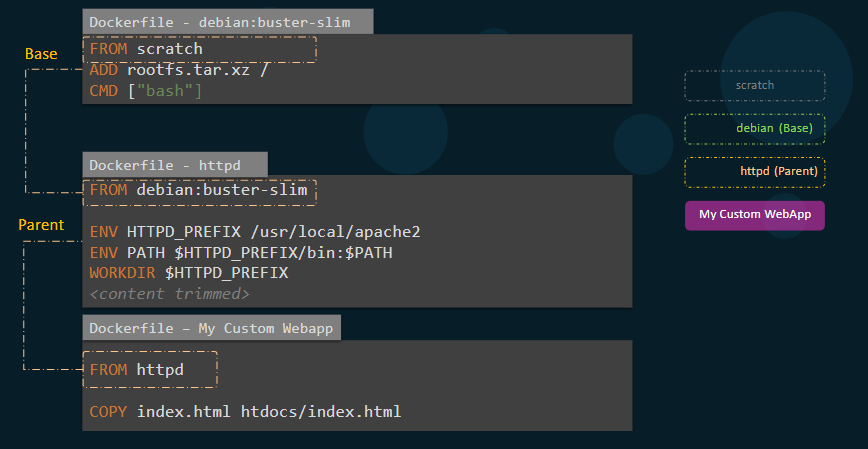 Dockerfile - debian:buster-slim
Base
FROM scratch
ADD rootfs.tar.xz /
CMD ["bash"]
Dockerfile - httpd
FROM debian:buster-slim
Parent
ENV HTTPD_PREFIX /usr/local/apache2
ENV PATH $HTTPD_PREFIX/bin:$PATH
WORKDIR $HTTPD_PREFIX
<content trimmed>
Dockerfile – My Custom Webapp
FROM httpd
COPY index.html htdocs/index.html
scratch
debian (Base)
httpd (Parent)
My Custom WebApp